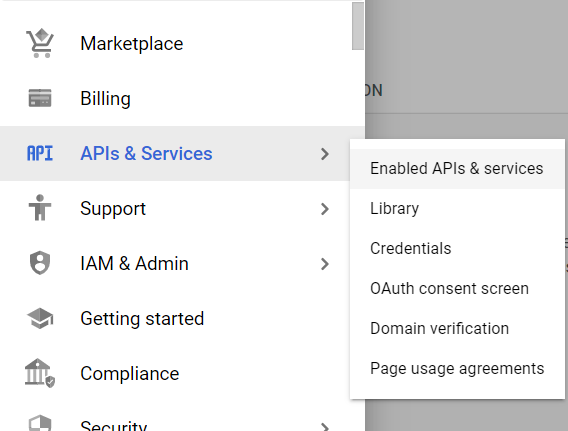 Marketplace
Billing
ON
API APIs & Services
Enabled APIs & services
Support
Library
Credentials
IAM & Admin
OAuth consent screen
Getting started
Domain verification
Compliance
Page usage agreements
Security